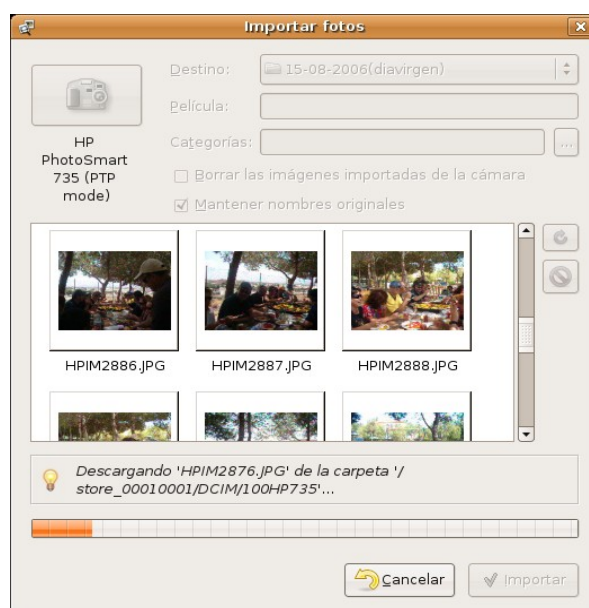 Importar fotos
Destino:
15-08-2006(diavirgen)
Película:
HP
PhotoSmart
735 (PTP
mode)
Categorías:
...
Borrar las imágenes importadas de la cámara
Mantener nombres originales
HPIM2886.JPG
HPIM2887.JPG
HPIM2888.JPG
Descargando 'HPIM2876.JPG' de la carpeta '/
store_00010001/DCIM/100HP735'...
Cancelar
Importar